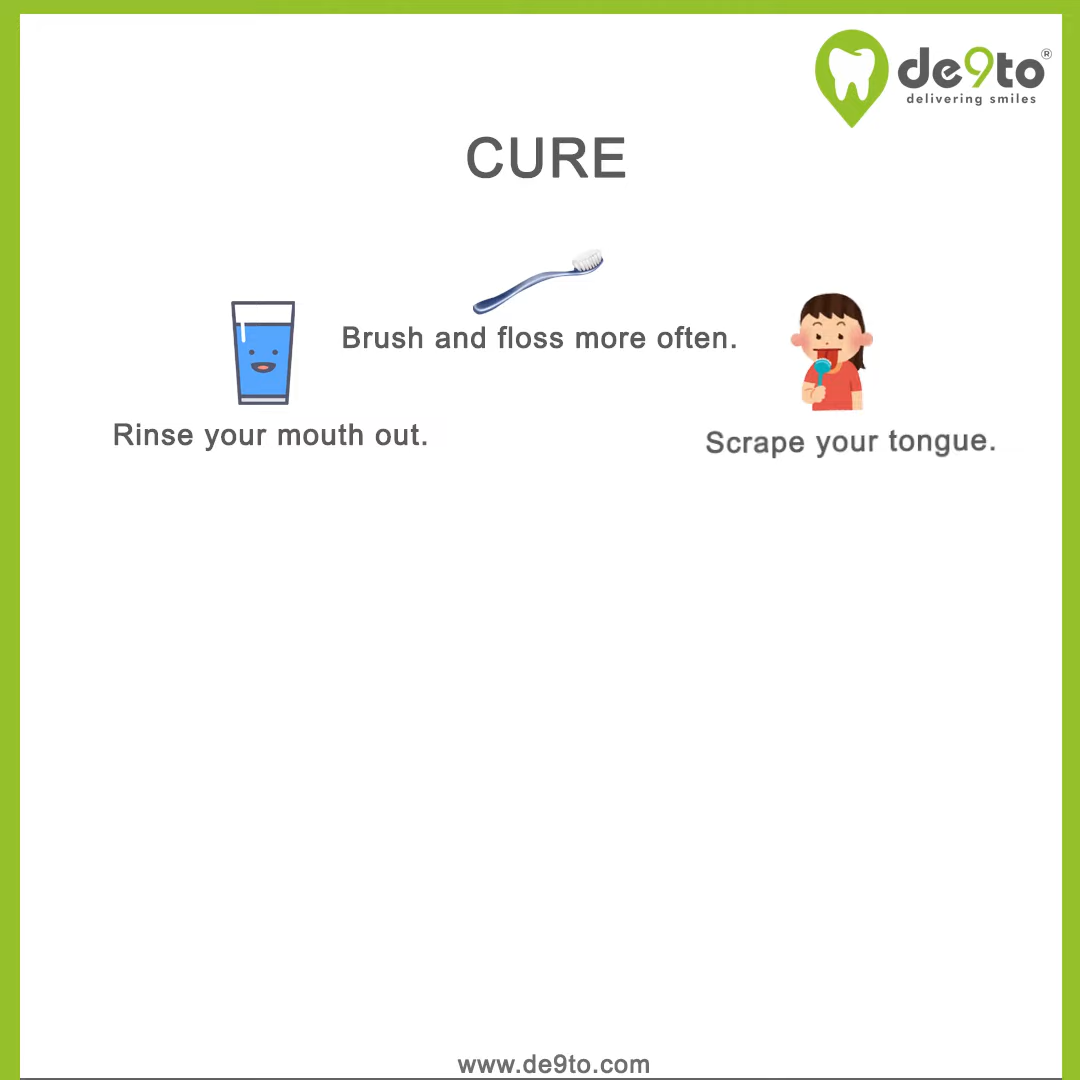 de9to®
delivering smiles
CURE
Brush and floss more often.
Rinse your mouth out.
Scrape your tongue.
www.de9to.com